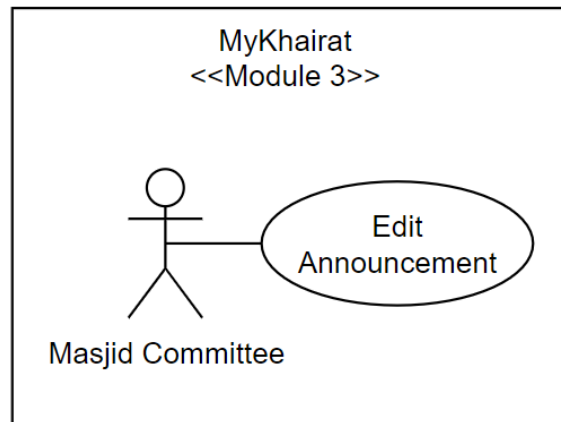 MyKhairat
<<Module 3>>
Edit
Announcement
Masjid Committee